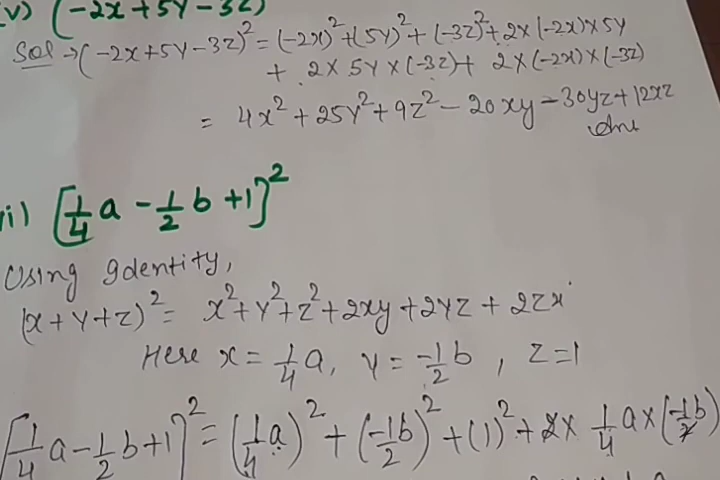 v) (-2x+5y-3z)
Sol → (-2x+5y-3z)² = (-2x)²+(5y)²+(-3z)²+2×(-2x)×5y
+ 2×5y×(-3z)+ 2×(-2x)×(-3z)
= 4x²+25y²+9z²-20xy-30yz+12xz
Ans
ii) [1/4 a - 1/2 b +1]²
Using Identity,
(x+y+z)² = x²+y²+z²+2xy+2yz+2zx
Here x = 1/4 a, y = -1/2 b, z=1
[1/4 a - 1/2 b+1]² = (1/4 a)² + (-1/2 b)² +(1)² + 2× 1/4 a×(-1/2 b)